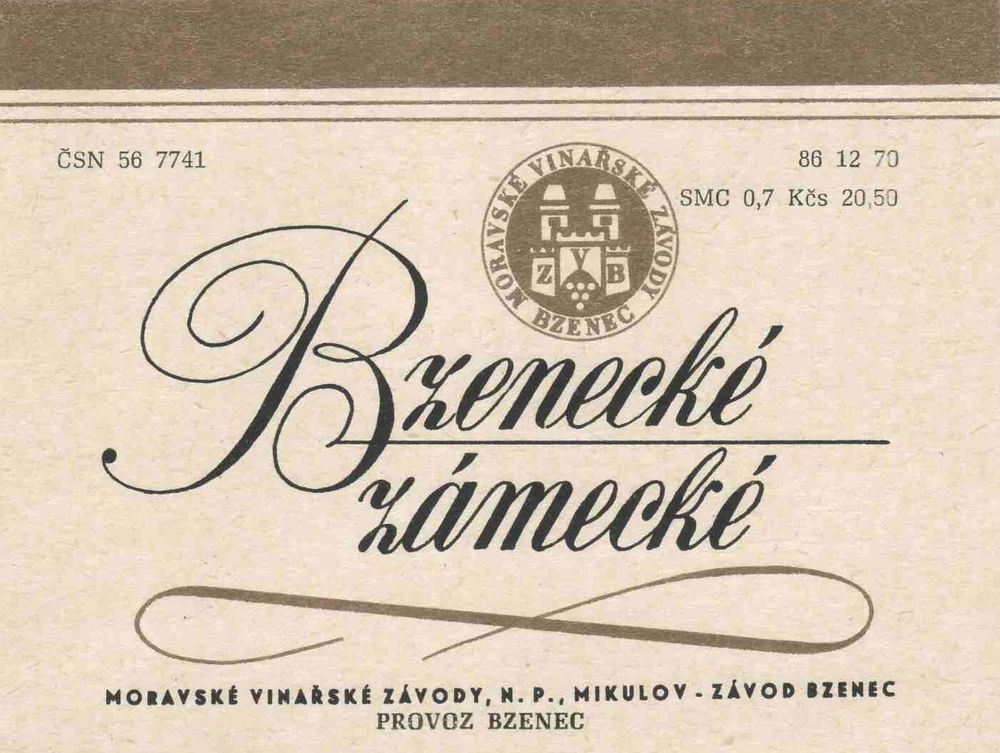 ČSN 56 7741
86 12 70
SMC 0,7 Kčs 20,50
MORAVSKÉ VINAŘSKÉ ZÁVODY
BZENEC
V
Z B
Bzenecké
zámecké
MORAVSKÉ VINAŘSKÉ ZÁVODY, N. P., MIKULOV - ZÁVOD BZENEC
PROVOZ BZENEC